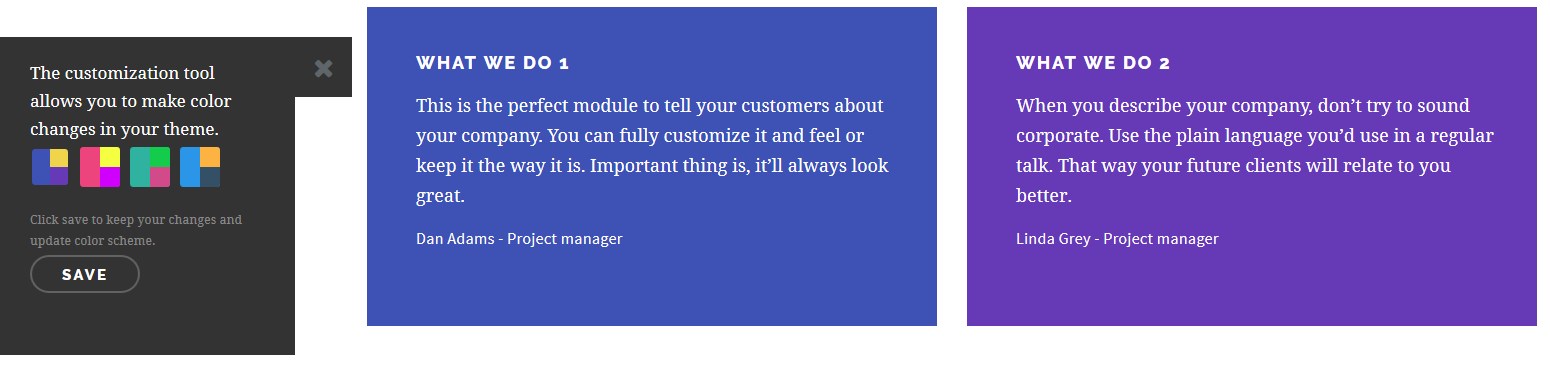 The customization tool
allows you to make color
changes in your theme.
Click save to keep your changes and
update color scheme.
SAVE
WHAT WE DO 1
This is the perfect module to tell your customers about
your company. You can fully customize it and feel or
keep it the way it is. Important thing is, it’ll always look
great.
Dan Adams - Project manager
WHAT WE DO 2
When you describe your company, don’t try to sound
corporate. Use the plain language you’d use in a regular
talk. That way your future clients will relate to you
better.
Linda Grey - Project manager